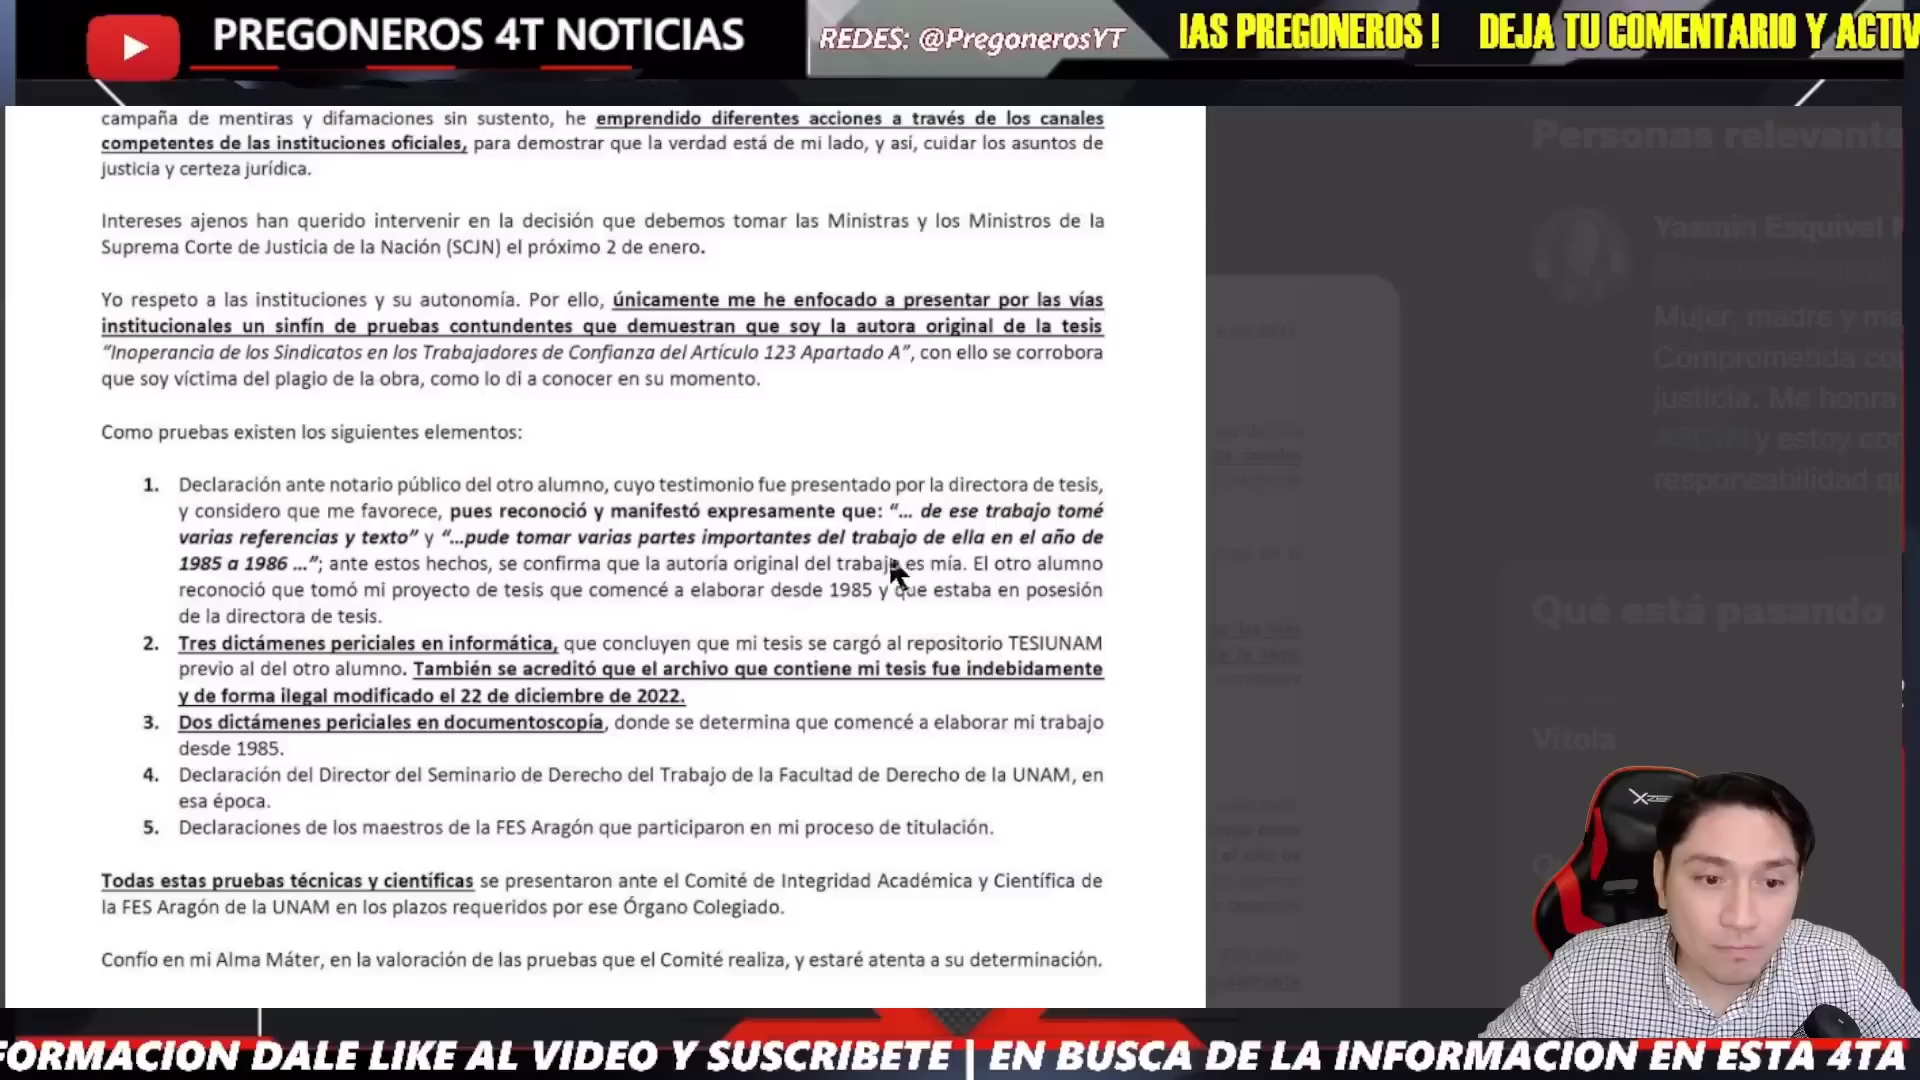 PREGONEROS 4T NOTICIAS
REDES: @PregonerosYT
IAS PREGONEROS ! DEJA TU COMENTARIO Y ACTIV
campaña de mentiras y difamaciones sin sustento, he emprendido diferentes acciones a través de los canales
competentes de las instituciones oficiales, para demostrar que la verdad está de mi lado, y así, cuidar los asuntos de
justicia y certeza jurídica.
Intereses ajenos han querido intervenir en la decisión que debemos tomar las Ministras y los Ministros de la
Suprema Corte de Justicia de la Nación (SCJN) el próximo 2 de enero.
Yo respeto a las instituciones y su autonomía. Por ello, únicamente me he enfocado a presentar por las vías
institucionales un sinfín de pruebas contundentes que demuestran que soy la autora original de la tesis
“Inoperancia de los Sindicatos en los Trabajadores de Confianza del Artículo 123 Apartado A”, con ello se corrobora
que soy víctima del plagio de la obra, como lo di a conocer en su momento.
Como pruebas existen los siguientes elementos:
1. Declaración ante notario público del otro alumno, cuyo testimonio fue presentado por la directora de tesis,
y considero que me favorece, pues reconoció y manifestó expresamente que: “... de ese trabajo tomé
varias referencias y texto” y “...pude tomar varias partes importantes del trabajo de ella en el año de
1985 a 1986 ...”; ante estos hechos, se confirma que la autoría original del trabajo es mía. El otro alumno
reconoció que tomó mi proyecto de tesis que comencé a elaborar desde 1985 y que estaba en posesión
de la directora de tesis.
2. Tres dictámenes periciales en informática, que concluyen que mi tesis se cargó al repositorio TESIUNAM
previo al del otro alumno. También se acreditó que el archivo que contiene mi tesis fue indebidamente
y de forma ilegal modificado el 22 de diciembre de 2022.
3. Dos dictámenes periciales en documentoscopía, donde se determina que comencé a elaborar mi trabajo
desde 1985.
4. Declaración del Director del Seminario de Derecho del Trabajo de la Facultad de Derecho de la UNAM, en
esa época.
5. Declaraciones de los maestros de la FES Aragón que participaron en mi proceso de titulación.
Todas estas pruebas técnicas y científicas se presentaron ante el Comité de Integridad Académica y Científica de
la FES Aragón de la UNAM en los plazos requeridos por ese Órgano Colegiado.
Confío en mi Alma Máter, en la valoración de las pruebas que el Comité realiza, y estaré atenta a su determinación.
Personas relevante
Yasmín Esquivel
Mujer, madre y
Comprometida
justicia. Me honra
y estoy
responsabilidad
Qué está pasando
Vitola
FORMACION DALE LIKE AL VIDEO Y SUSCRIBETE | EN BUSCA DE LA INFORMACION EN ESTA 4TA